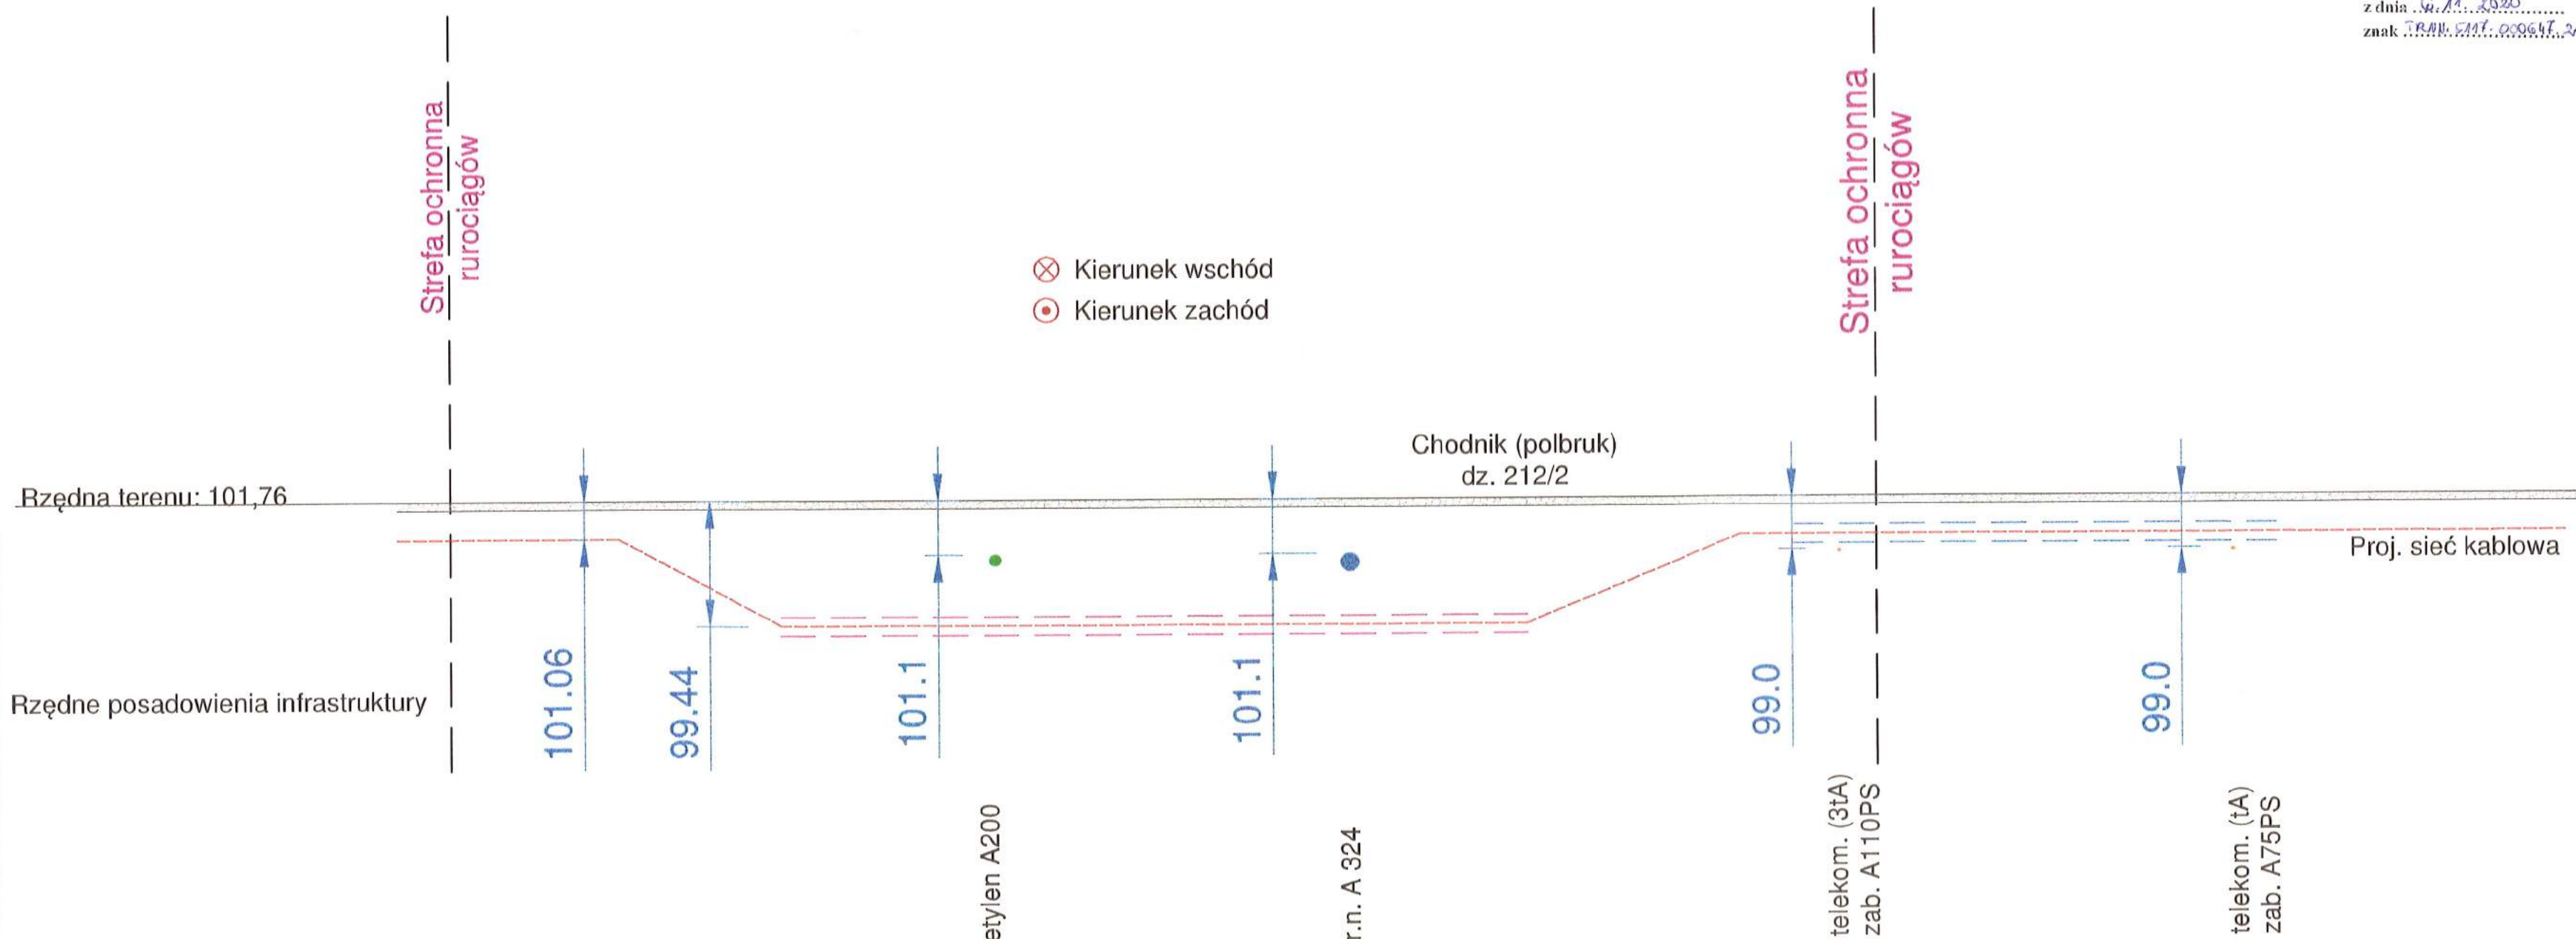 z dnia
znak
Strefa ochronna
rurociągów
Strefa ochronna
rurociągów
Kierunek wschód
Kierunek zachód
Chodnik (polbruk)
dz. 212/2
Rzędna terenu: 101,76
Proj. sieć kablowa
Rzędne posadowienia infrastruktury
101.06
99.44
101.1
101.1
99.0
99.0
etylen A200
r.n. A 324
telekom. (3tA)
zab. A110PS
telekom. (tA)
zab. A75PS